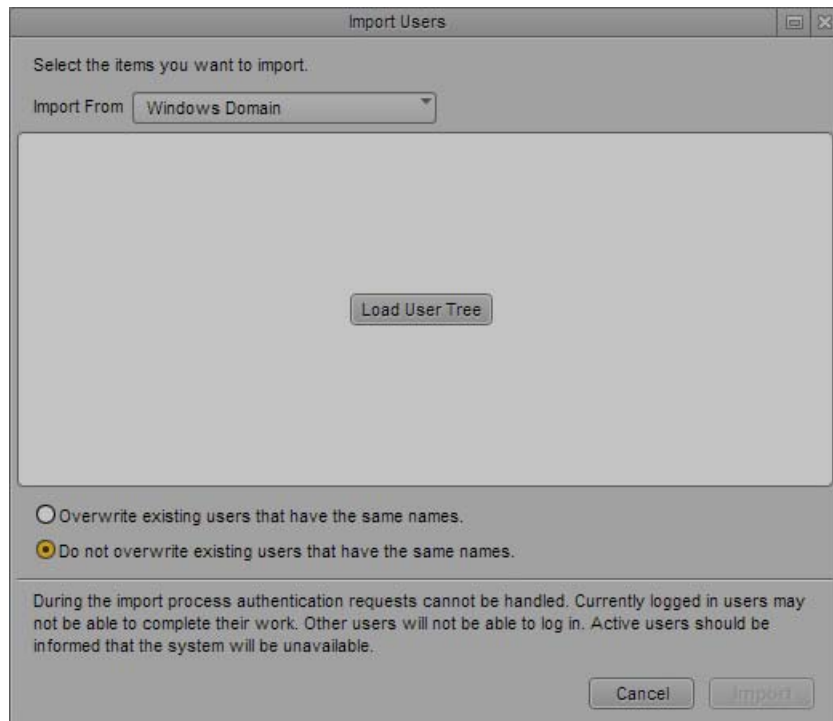 Import Users
Select the items you want to import.
Import From Windows Domain
Load User Tree
Overwrite existing users that have the same names.
Do not overwrite existing users that have the same names.
During the import process authentication requests cannot be handled. Currently logged in users may
not be able to complete their work. Other users will not be able to log in. Active users should be
informed that the system will be unavailable.
Cancel Import